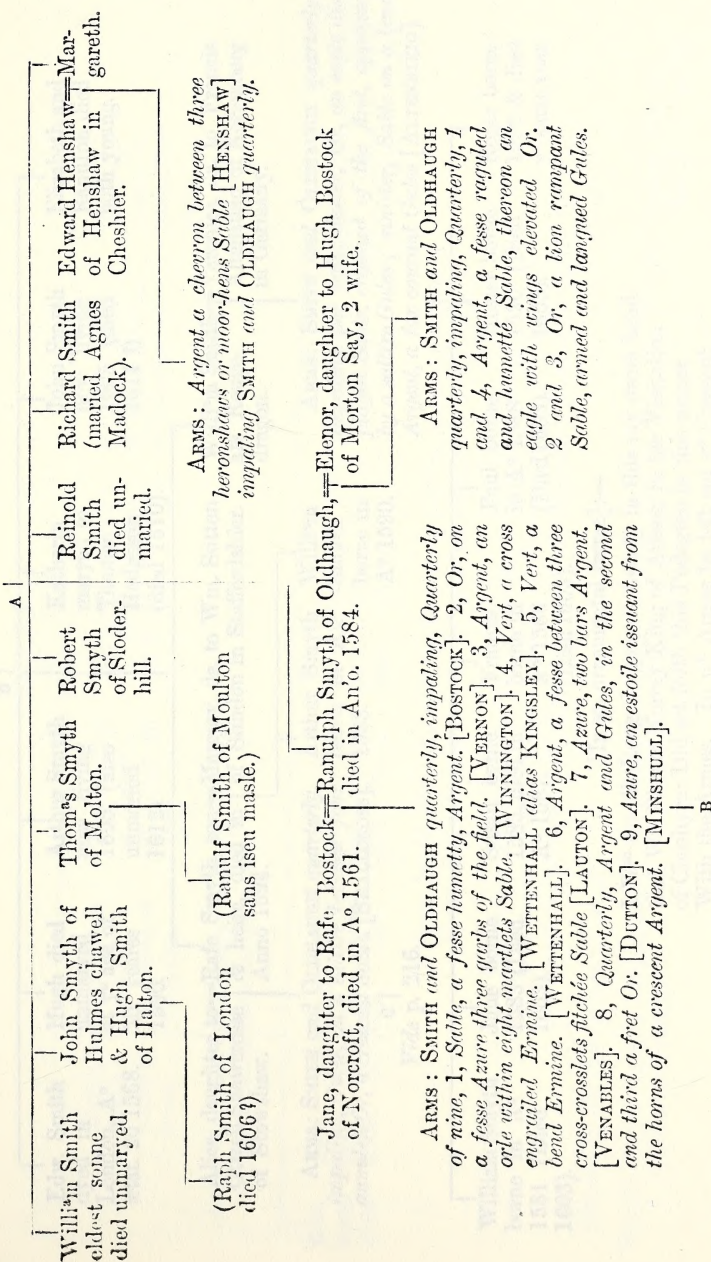 A
William Smith
eldest sonne
died unmaryed.
John Smyth of
Hulmes chawell
& Hugh Smith
of Halton.
Thomas Smyth
of Molton.
Robert
Smyth
of Sloder-
hill.
Reinold
Smith
died un-
maried.
Richard Smith
(maried Agnes
Madock).
Edward Henshaw=Mar-
of Henshaw in gareth.
Cheshier.
(Raph Smith of London
died 1606?)
(Ranulf Smith of Moulton
sans iseu masle.)
ARMS: Argent a chevron between three
heronshaws or moor-hens Sable [HENSHAW]
impaling SMITH and OLDHAUGH quarterly.
Jane, daughter to Rafe Bostock=Ranulph Smyth of Oldhaugh,=Elenor, daughter to Hugh Bostock
of Norcroft, died in Aº 1561. died in An'o. 1584. of Morton Say, 2 wife.
ARMS: SMITH and OLDHAUGH quarterly, impaling, Quarterly
of nine, 1, Sable, a fesse humetty, Argent. [BOSTOCK]. 2, Or, on
a fesse Azure three garbs of the field. [VERNON]. 3, Argent, an
orle within eight martlets Sable. [WINNINGTON]. 4, Vert, a cross
engrailed Ermine. [WETTENHALL alias KINGSLEY]. 5, Vert, a
bend Ermine. [WETTENHALL]. 6, Argent, a fesse between three
cross-crosslets fitchée Sable [LAUTON]. 7, Azure, two bars Argent.
[VENABLES]. 8, Quarterly, Argent and Gules, in the second
and third a fret Or. [DUTTON]. 9, Azure, an estoile issuant from
the horns of a crescent Argent. [MINSHULL].
ARMS: SMITH and OLDHAUGH
quarterly, impaling, Quarterly, 1
and 4, Argent, a fesse raguled
and humetté Sable, thereon an
eagle with wings elevated Or.
2 and 3, Or, a lion rampant
Sable, armed and langued Gules.
B